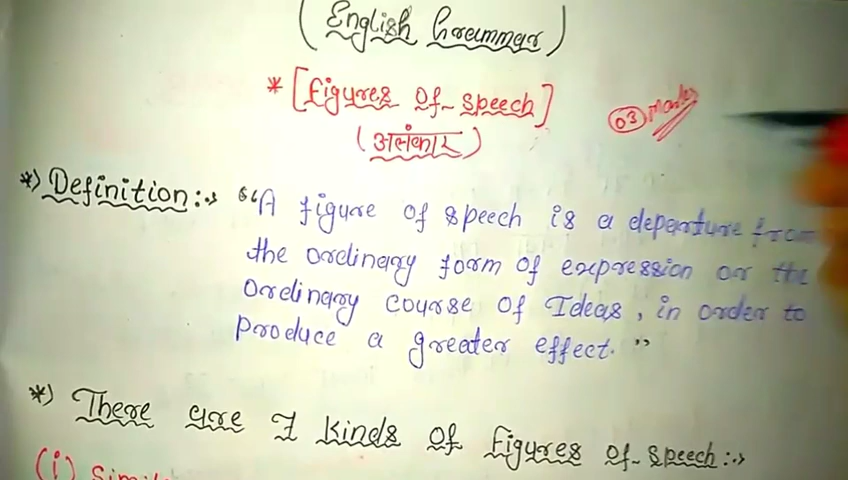 (English Grammar)
* [Figures of speech]
(अलंकार)
03 Marks
*) Definition :→ "A figure of speech is a departure from
the ordinary form of expression or the
ordinary course of Ideas, in order to
produce a greater effect."
*) There are 7 kinds of figures of speech :→
(i) Simile